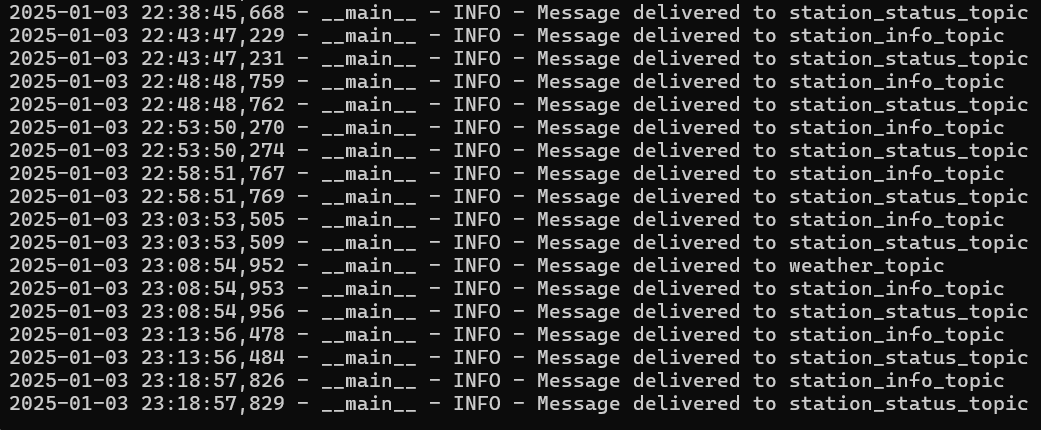 2025-01-03 22:38:45,668 - __main__ - INFO - Message delivered to station_status_topic
2025-01-03 22:43:47,229 - __main__ - INFO - Message delivered to station_info_topic
2025-01-03 22:43:47,231 - __main__ - INFO - Message delivered to station_status_topic
2025-01-03 22:48:48,759 - __main__ - INFO - Message delivered to station_info_topic
2025-01-03 22:48:48,762 - __main__ - INFO - Message delivered to station_status_topic
2025-01-03 22:53:50,270 - __main__ - INFO - Message delivered to station_info_topic
2025-01-03 22:53:50,274 - __main__ - INFO - Message delivered to station_status_topic
2025-01-03 22:58:51,767 - __main__ - INFO - Message delivered to station_info_topic
2025-01-03 22:58:51,769 - __main__ - INFO - Message delivered to station_status_topic
2025-01-03 23:03:53,505 - __main__ - INFO - Message delivered to station_info_topic
2025-01-03 23:03:53,509 - __main__ - INFO - Message delivered to station_status_topic
2025-01-03 23:08:54,952 - __main__ - INFO - Message delivered to weather_topic
2025-01-03 23:08:54,953 - __main__ - INFO - Message delivered to station_info_topic
2025-01-03 23:08:54,956 - __main__ - INFO - Message delivered to station_status_topic
2025-01-03 23:13:56,478 - __main__ - INFO - Message delivered to station_info_topic
2025-01-03 23:13:56,484 - __main__ - INFO - Message delivered to station_status_topic
2025-01-03 23:18:57,826 - __main__ - INFO - Message delivered to station_info_topic
2025-01-03 23:18:57,829 - __main__ - INFO - Message delivered to station_status_topic